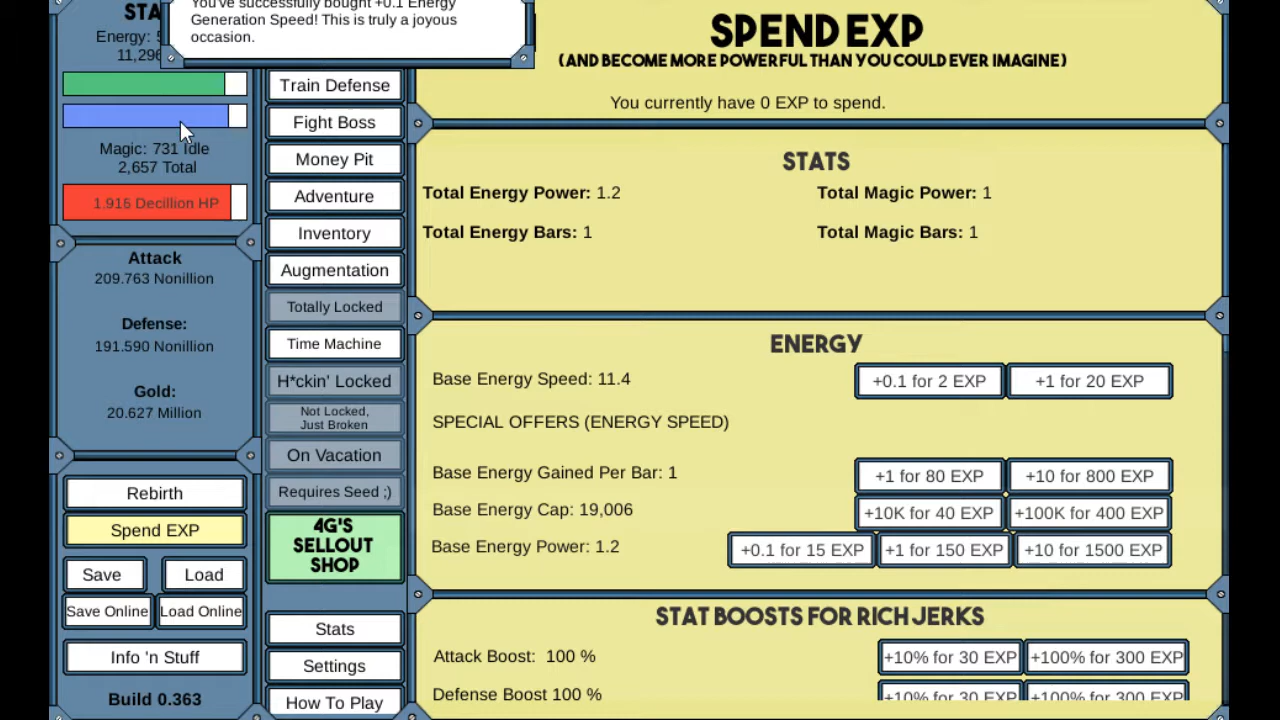 STA
Energy: 5
11,296
Magic: 731 Idle
2,657 Total
1.916 Decillion HP
Attack
209.763 Nonillion
Defense:
191.590 Nonillion
Gold:
20.627 Million
Rebirth
Spend EXP
Save
Load
Save Online
Load Online
Info 'n Stuff
Build 0.363
You've successfully bought +0.1 Energy
Generation Speed! This is truly a joyous
occasion.
Train Defense
Fight Boss
Money Pit
Adventure
Inventory
Augmentation
Totally Locked
Time Machine
H*ckin' Locked
Not Locked,
Just Broken
On Vacation
Requires Seed ;)
4G'S
SELLOUT
SHOP
Stats
Settings
How To Play
SPEND EXP
(AND BECOME MORE POWERFUL THAN YOU COULD EVER IMAGINE)
You currently have 0 EXP to spend.
STATS
Total Energy Power: 1.2
Total Magic Power: 1
Total Energy Bars: 1
Total Magic Bars: 1
ENERGY
Base Energy Speed: 11.4
+0.1 for 2 EXP
+1 for 20 EXP
SPECIAL OFFERS (ENERGY SPEED)
Base Energy Gained Per Bar: 1
+1 for 80 EXP
+10 for 800 EXP
Base Energy Cap: 19,006
+10K for 40 EXP
+100K for 400 EXP
Base Energy Power: 1.2
+0.1 for 15 EXP
+1 for 150 EXP
+10 for 1500 EXP
STAT BOOSTS FOR RICH JERKS
Attack Boost: 100 %
+10% for 30 EXP
+100% for 300 EXP
Defense Boost 100 %
+10% for 30 EXP
+100% for 300 EXP